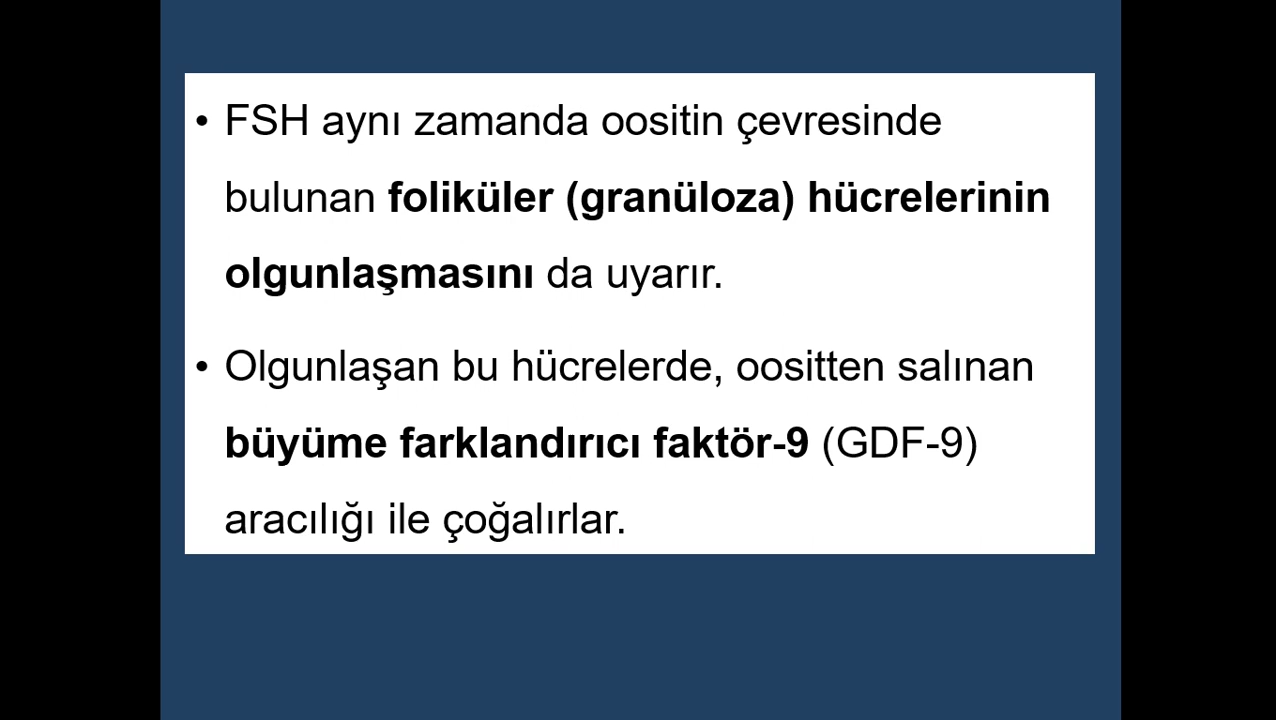 • FSH aynı zamanda oositin çevresinde
bulunan foliküler (granüloza) hücrelerinin
olgunlaşmasını da uyarır.
• Olgunlaşan bu hücrelerde, oositten salınan
büyüme farklandırıcı faktör-9 (GDF-9)
aracılığı ile çoğalırlar.